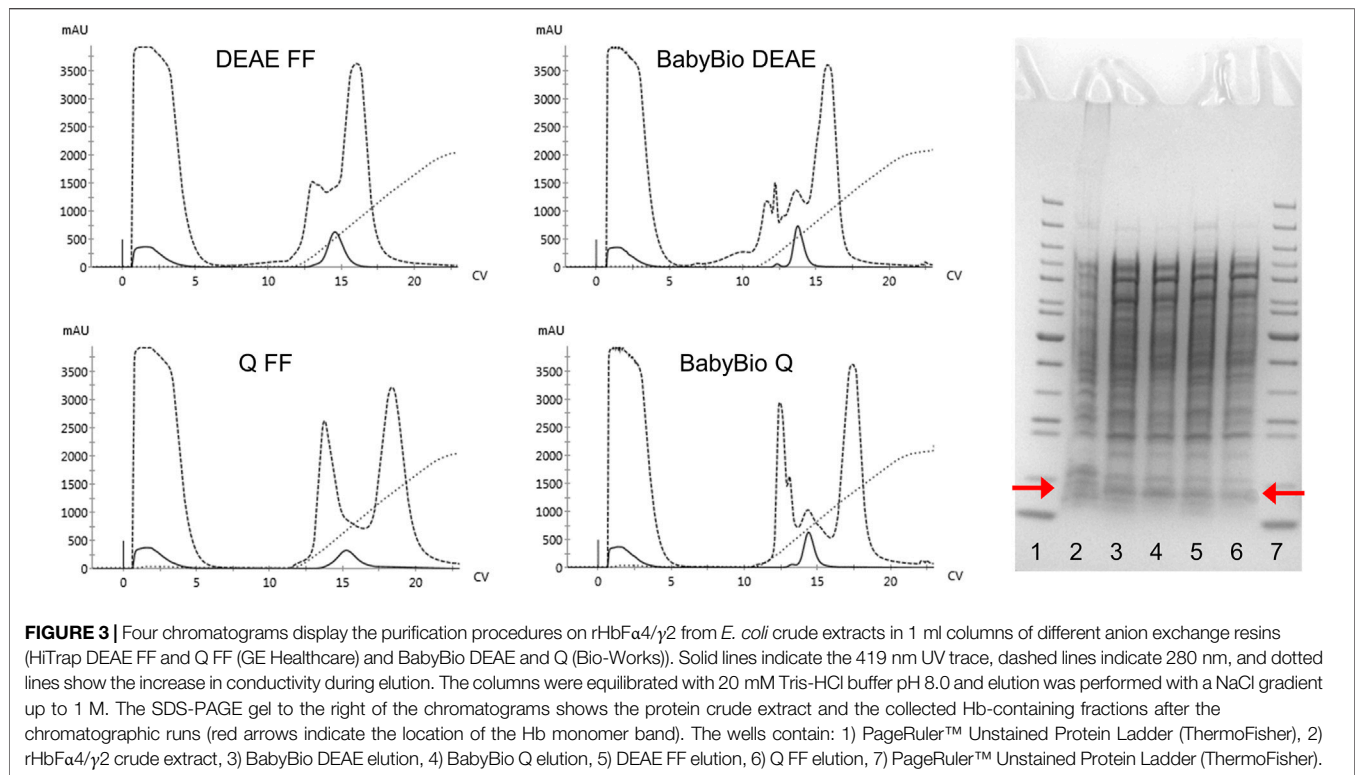 mAU
DEAE FF
3500
3000
2500
2000
1500
1000
500
0
0
5
10
15
20
CV
mAU
BabyBio DEAE
3500
3000
2500
2000
1500
1000
500
0
0
5
10
15
20
CV
mAU
Q FF
3500
3000
2500
2000
1500
1000
500
0
0
5
10
15
20
CV
mAU
BabyBio Q
3500
3000
2500
2000
1500
1000
500
0
0
5
10
15
20
CV
1 2 3 4 5 6 7
FIGURE 3 | Four chromatograms display the purification procedures on rHbFα4/γ2 from E. coli crude extracts in 1 ml columns of different anion exchange resins
(HiTrap DEAE FF and Q FF (GE Healthcare) and BabyBio DEAE and Q (Bio-Works)). Solid lines indicate the 419 nm UV trace, dashed lines indicate 280 nm, and dotted
lines show the increase in conductivity during elution. The columns were equilibrated with 20 mM Tris-HCl buffer pH 8.0 and elution was performed with a NaCl gradient
up to 1 M. The SDS-PAGE gel to the right of the chromatograms shows the protein crude extract and the collected Hb-containing fractions after the
chromatographic runs (red arrows indicate the location of the Hb monomer band). The wells contain: 1) PageRuler™ Unstained Protein Ladder (ThermoFisher), 2)
rHbFα4/γ2 crude extract, 3) BabyBio DEAE elution, 4) BabyBio Q elution, 5) DEAE FF elution, 6) Q FF elution, 7) PageRuler™ Unstained Protein Ladder (ThermoFisher).